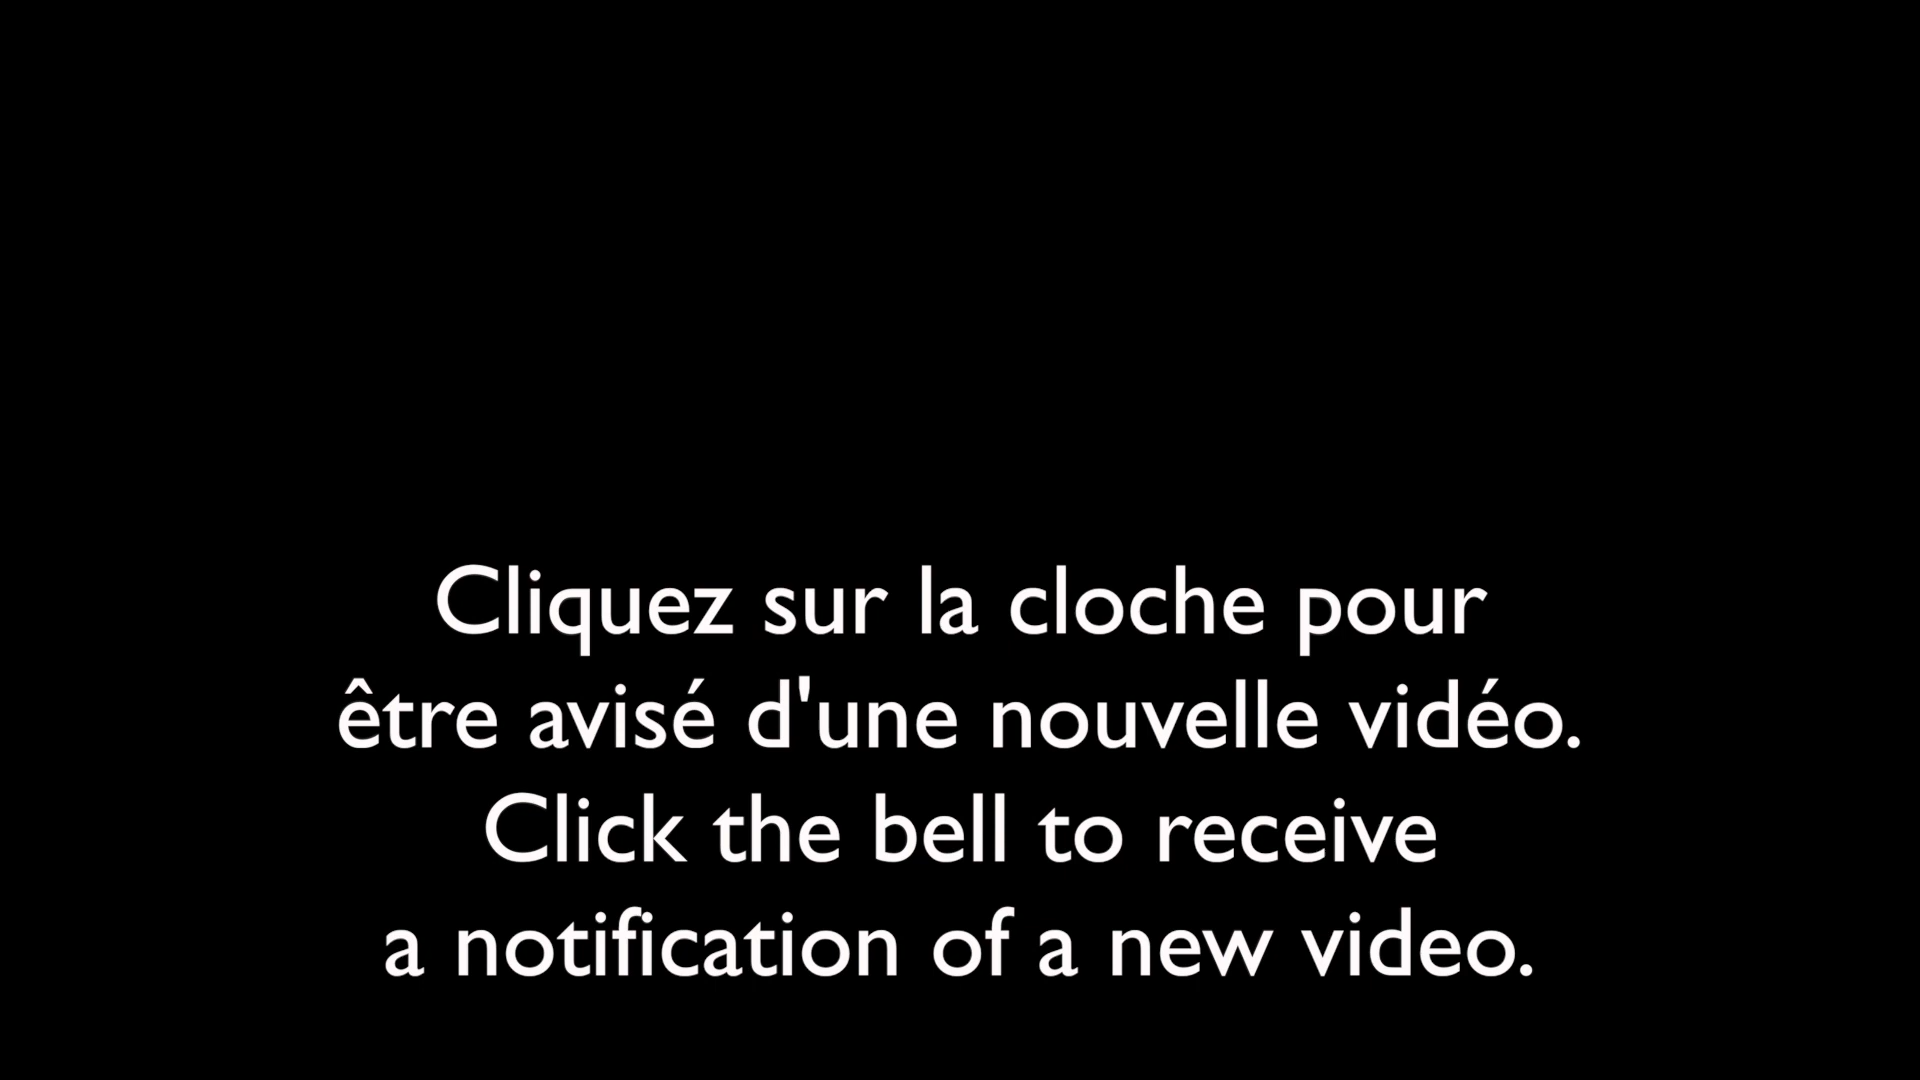 Cliquez sur la cloche pour
être avisé d'une nouvelle vidéo.
Click the bell to receive
a notification of a new video.